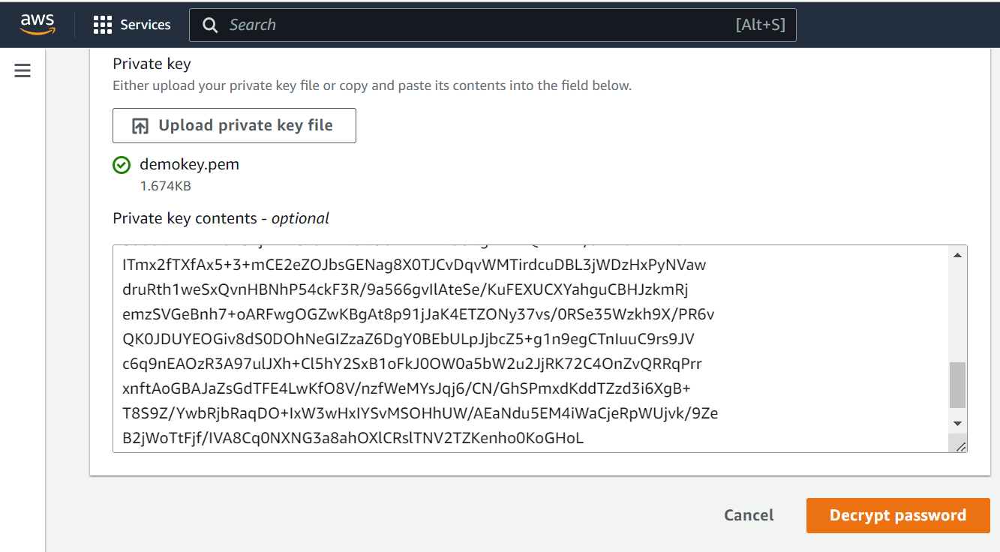 aws
Services
Search
[Alt+S]
Private key
Either upload your private key file or copy and paste its contents into the field below.
Upload private key file
demokey.pem
1.674KB
Private key contents - optional
ITmx2fTXfAx5+3+mCE2eZOJbsGENag8X0TJCvDqvWMTirdcuDBL3jWDzHxPyNVaw
druRth1weSxQvnHBNhP54ckF3R/9a566gvIlAteSe/KuFEXUCXYahguCBHJzkmRj
emzSVGeBnh7+oARFwgOGZwKBgAt8p91jJaK4ETZONy37vs/0RSe35Wzkh9X/PR6v
QK0JDUYEOGiv8dS0DOhNeGIZzaZ6DgY0BEbULpJjbcZ5+g1n9egCTnIuuC9rs9JV
c6q9nEAOzR3A97ulJXh+Cl5hY2SxB1oFkJ0OW0a5bW2u2JjRK72C4OnZvQRRqPrr
xnftAoGBAJaZsGdTFE4LwKfO8V/nzfWeMYsJqj6/CN/GhSPmxdKddTZzd3i6XgB+
T8S9Z/YwbRjbRaqDO+IxW3wHxIYSvMSOHhUW/AEaNdu5EM4iWaCjeRpWUjvk/9Ze
B2jWoTtFjf/IVA8Cq0NXNG3a8ahOXlCRslTNV2TZKenho0KoGHoL
Cancel
Decrypt password